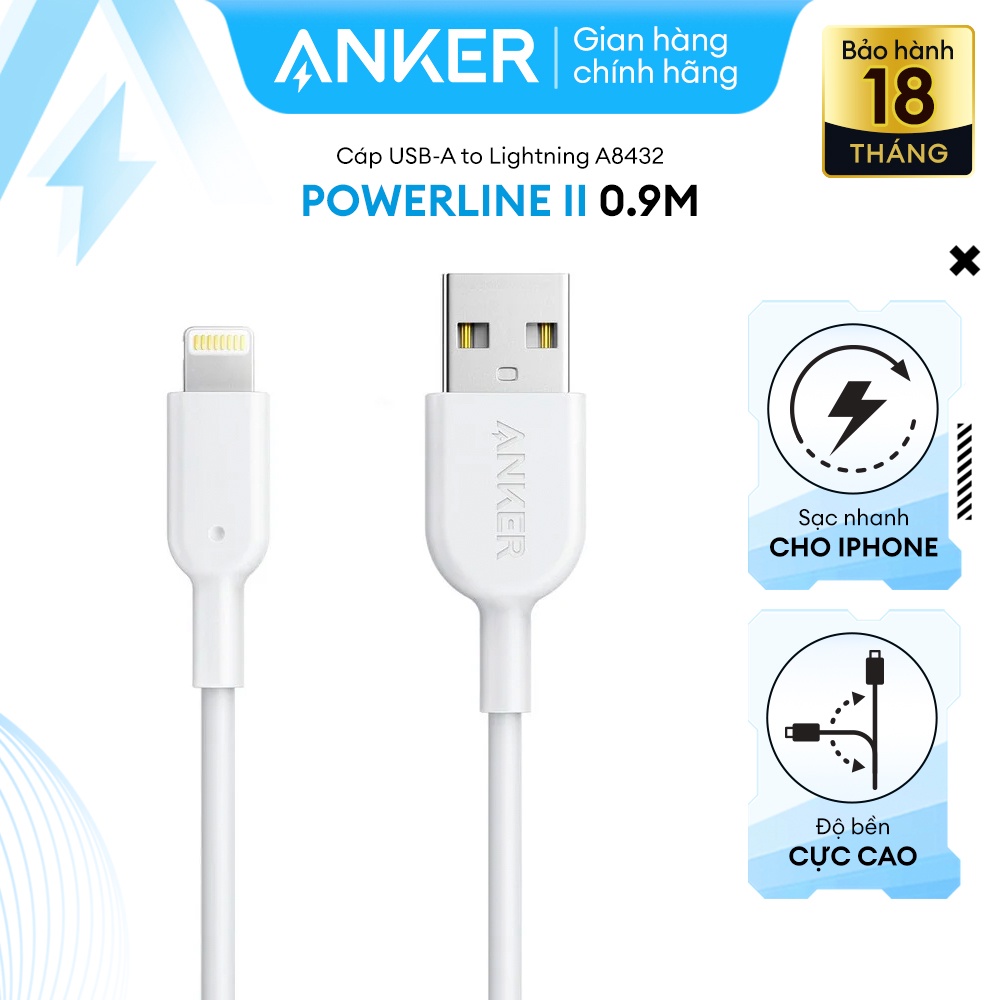 ANKER
Gian hàng
chính hãng
Bảo hành
18
THÁNG
Cáp USB-A to Lightning A8432
POWERLINE II 0.9M
ANKER
Sạc nhanh
CHO IPHONE
Độ bền
CỰC CAO